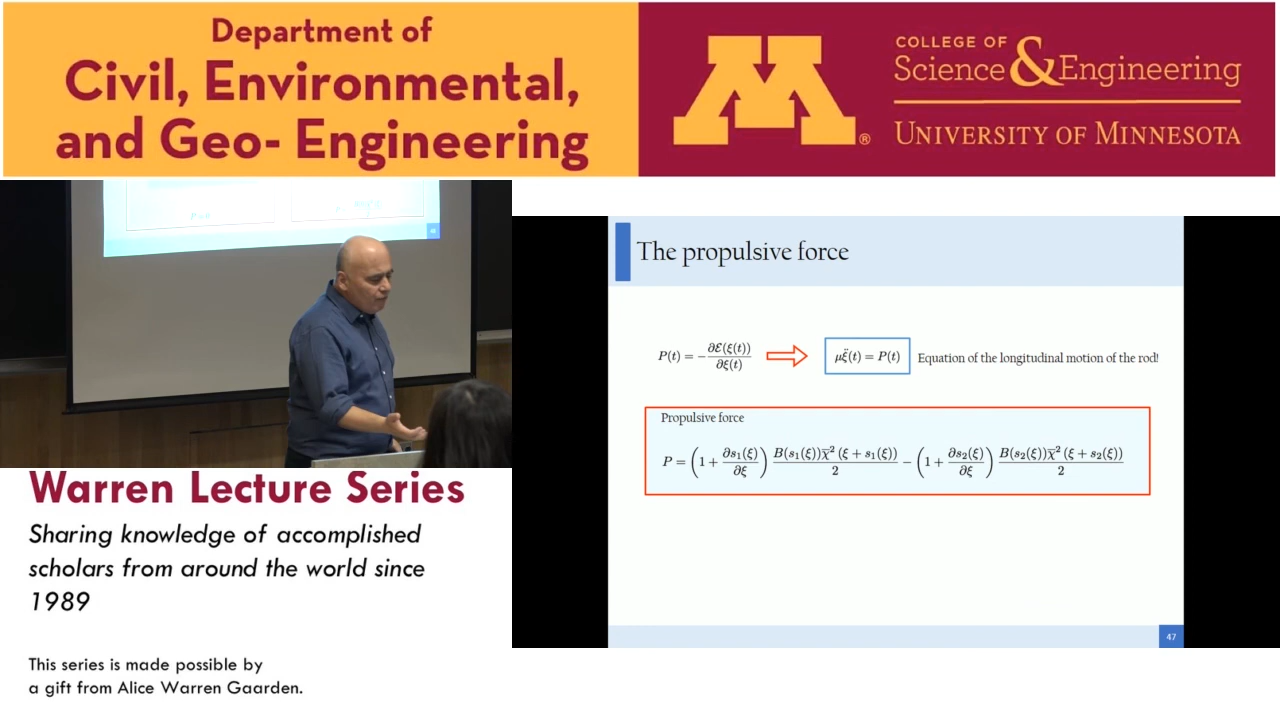 Department of
Civil, Environmental,
and Geo- Engineering
M®
COLLEGE OF
Science & Engineering
UNIVERSITY OF MINNESOTA
Warren Lecture Series
Sharing knowledge of accomplished
scholars from around the world since
1989
This series is made possible by
a gift from Alice Warren Gaarden.
The propulsive force
P(t) = −∂ℰ(ξ(t))/∂ξ(t) ⇒ μξ̈(t) = P(t) Equation of the longitudinal motion of the rod!
Propulsive force
P = (1 + ∂s₁(ξ)/∂ξ) B(s₁(ξ))χ̅²(ξ + s₁(ξ))/2 − (1 + ∂s₂(ξ)/∂ξ) B(s₂(ξ))χ̅²(ξ + s₂(ξ))/2
47